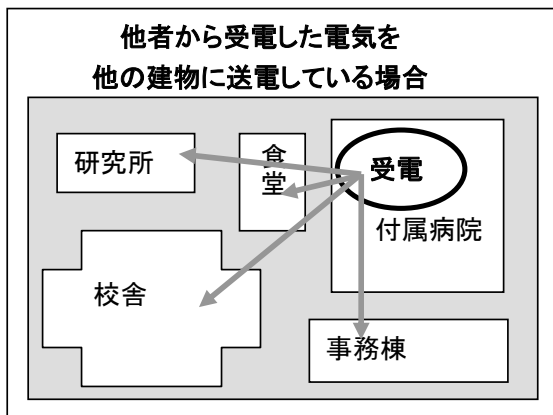 他者から受電した電気を
他の建物に送電している場合
研究所
食
堂
受電
付属病院
校舎
事務棟